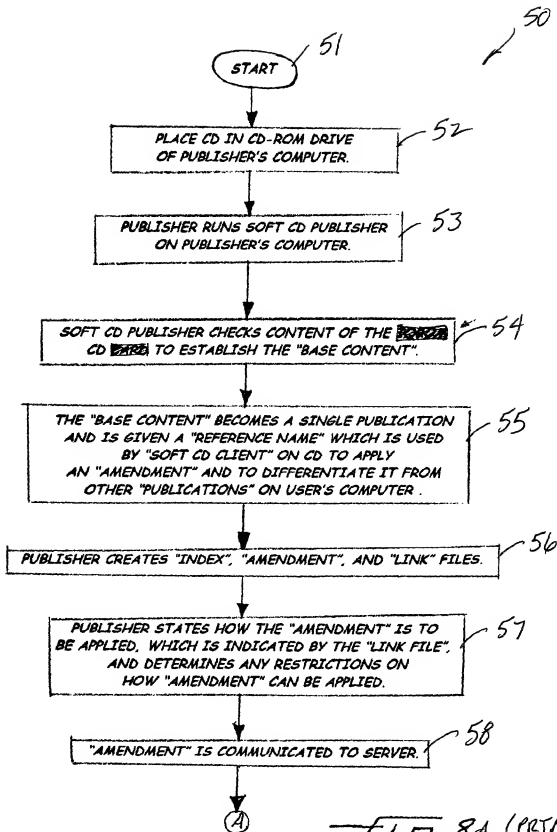 50
51
START
52
PLACE CD IN CD-ROM DRIVE
OF PUBLISHER'S COMPUTER.
53
PUBLISHER RUNS SOFT CD PUBLISHER
ON PUBLISHER'S COMPUTER.
SOFT CD PUBLISHER CHECKS CONTENT OF THE
CD TO ESTABLISH THE "BASE CONTENT".
54
THE "BASE CONTENT" BECOMES A SINGLE PUBLICATION
AND IS GIVEN A "REFERENCE NAME" WHICH IS USED
BY "SOFT CD CLIENT" ON CD TO APPLY
AN "AMENDMENT" AND TO DIFFERENTIATE IT FROM
OTHER "PUBLICATIONS" ON USER'S COMPUTER .
55
PUBLISHER CREATES "INDEX", "AMENDMENT", AND "LINK" FILES.
56
PUBLISHER STATES HOW THE "AMENDMENT" IS TO
BE APPLIED, WHICH IS INDICATED BY THE "LINK FILE",
AND DETERMINES ANY RESTRICTIONS ON
HOW "AMENDMENT" CAN BE APPLIED.
57
"AMENDMENT" IS COMMUNICATED TO SERVER.
58
A